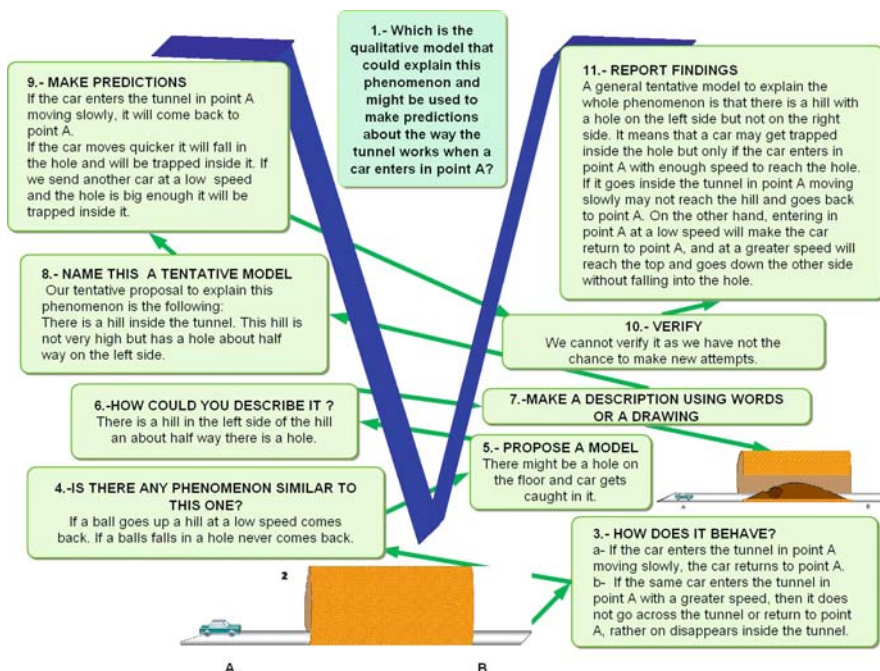 1.- Which is the
qualitative model that
could explain this
phenomenon and
might be used to
make predictions
about the way the
tunnel works when a
car enters in point A?
9.- MAKE PREDICTIONS
If the car enters the tunnel in point A
moving slowly, it will come back to
point A.
If the car moves quicker it will fall in
the hole and will be trapped inside it. If
we send another car at a low speed
and the hole is big enough it will be
trapped inside it.
11.- REPORT FINDINGS
A general tentative model to explain the
whole phenomenon is that there is a hill with
a hole on the left side but not on the right
side. It means that a car may get trapped
inside the hole but only if the car enters in
point A with enough speed to reach the hole.
If it goes inside the tunnel in point A moving
slowly may not reach the hill and goes back
to point A. On the other hand, entering in
point A at a low speed will make the car
return to point A, and at a greater speed will
reach the top and goes down the other side
without falling into the hole.
8.- NAME THIS A TENTATIVE MODEL
Our tentative proposal to explain this
phenomenon is the following:
There is a hill inside the tunnel. This hill is
not very high but has a hole about half
way on the left side.
10.- VERIFY
We cannot verify it as we have not the
chance to make new attempts.
6.-HOW COULD YOU DESCRIBE IT ?
There is a hill in the left side of the hill
an about half way there is a hole.
7.-MAKE A DESCRIPTION USING WORDS
OR A DRAWING
5.- PROPOSE A MODEL
There might be a hole on
the floor and car gets
caught in it.
A B
4.-IS THERE ANY PHENOMENON SIMILAR TO
THIS ONE?
If a ball goes up a hill at a low speed comes
back. If a balls falls in a hole never comes back.
3.- HOW DOES IT BEHAVE?
a- If the car enters the tunnel in point A
moving slowly, the car returns to point A.
b- If the same car enters the tunnel in
point A with a greater speed, then it does
not go across the tunnel or return to point
A, rather on disappears inside the tunnel.
2
A B